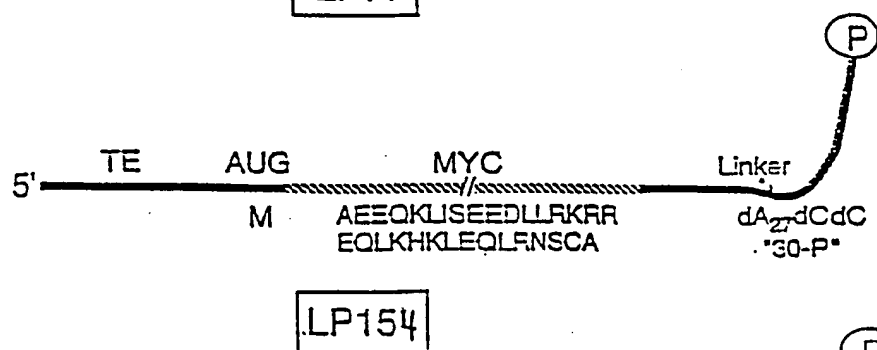 P
TE AUG MYC Linker
5'
M AEEQKLISEEDLLRKRR dA27dCdC
EQLKHKLEQLRNSCA "30-P"
LP154